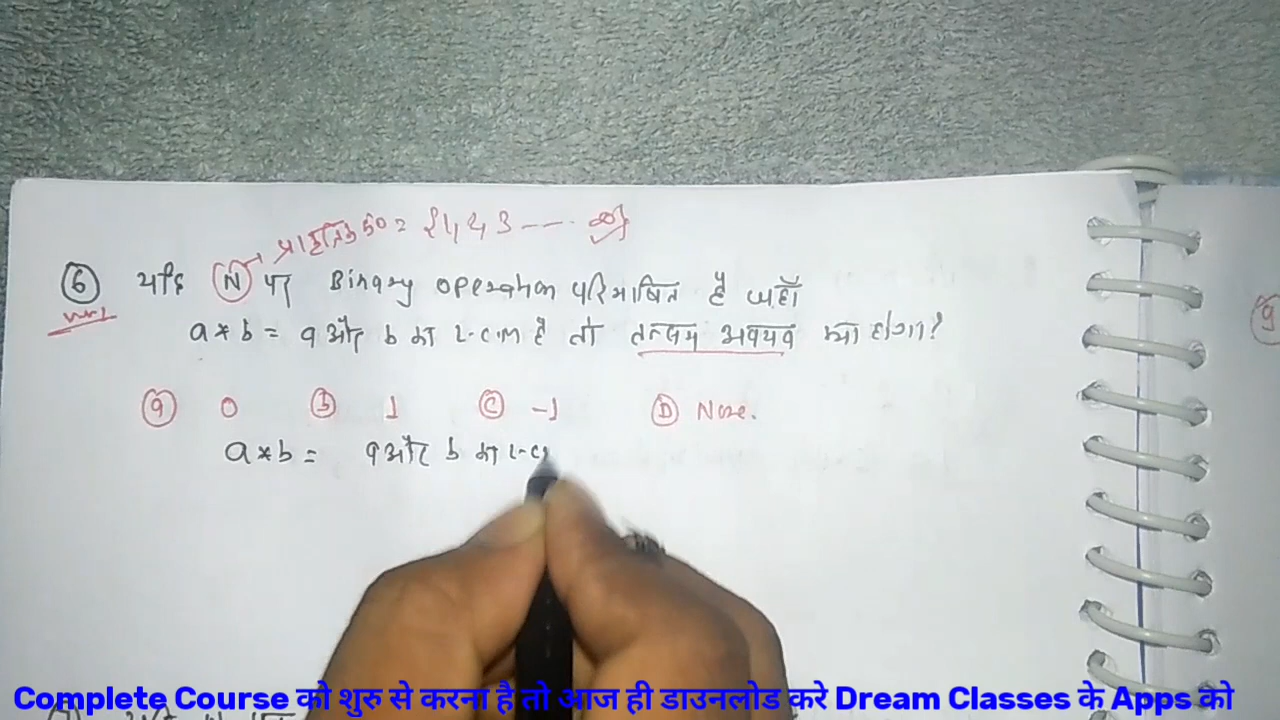 प्राकृतिक सं० = {1, 2, 3 --- ∞}
⑥ यदि N पर Binary operation परिभाषित है जहाँ
a * b = a और b का L.C.M है तो तत्समक अवयव क्या होगा?
ⓐ 0 ⓑ 1 ⓒ -1 Ⓓ None.
a * b = a और b का L.C
Complete Course को शुरु से करना है तो आज ही डाउनलोड करे Dream Classes के Apps को